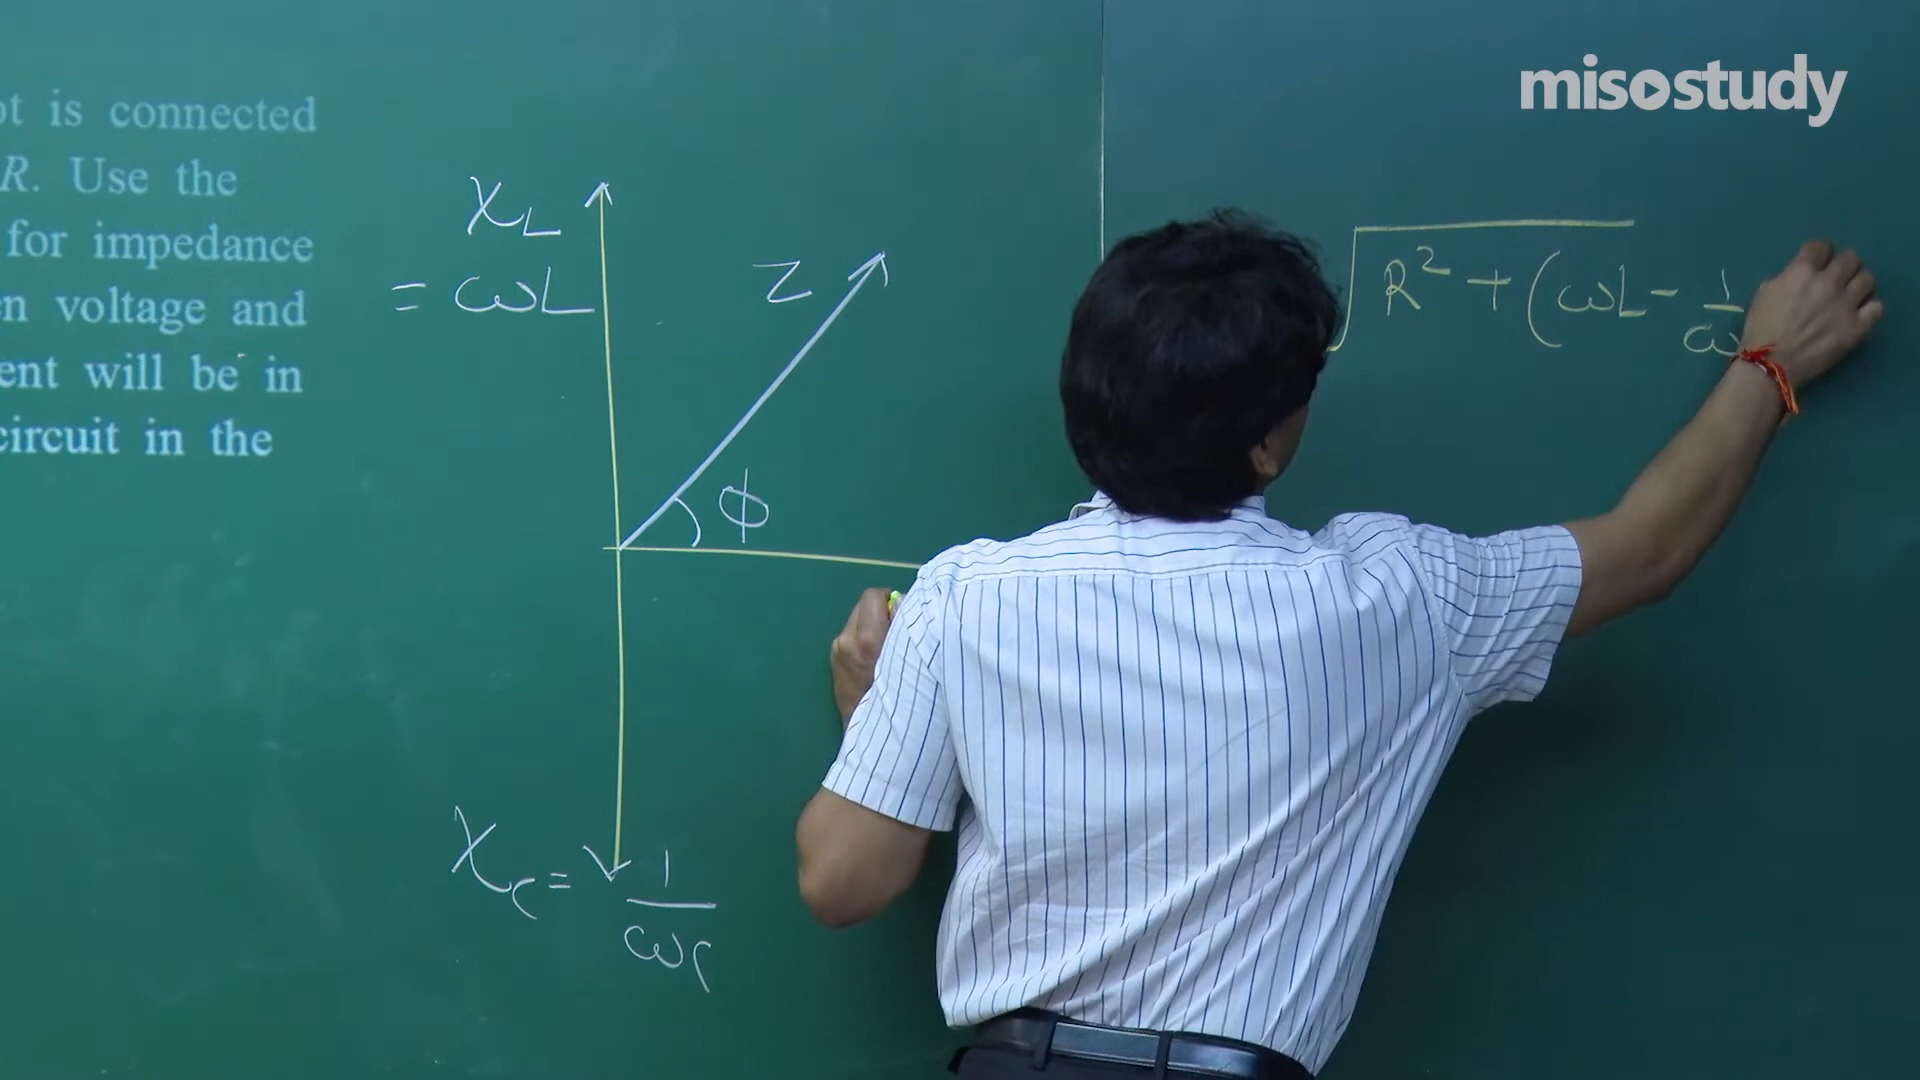 misostudy
ot is connected
R. Use the
for impedance
en voltage and
ent will be in
circuit in the
X_L
= ωL
Z
φ
X_C = 1/ωC
√R² + (ωL - 1/ω